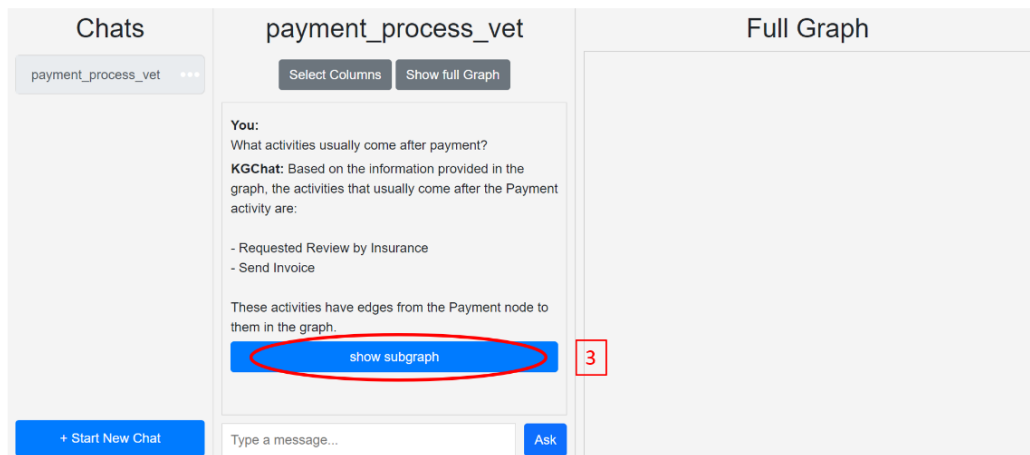 Chats
payment_process_vet
+ Start New Chat
payment_process_vet
Select Columns
Show full Graph
You:
What activities usually come after payment?
KGChat: Based on the information provided in the
graph, the activities that usually come after the Payment
activity are:
- Requested Review by Insurance
- Send Invoice
These activities have edges from the Payment node to
them in the graph.
show subgraph
3
Type a message...
Ask
Full Graph